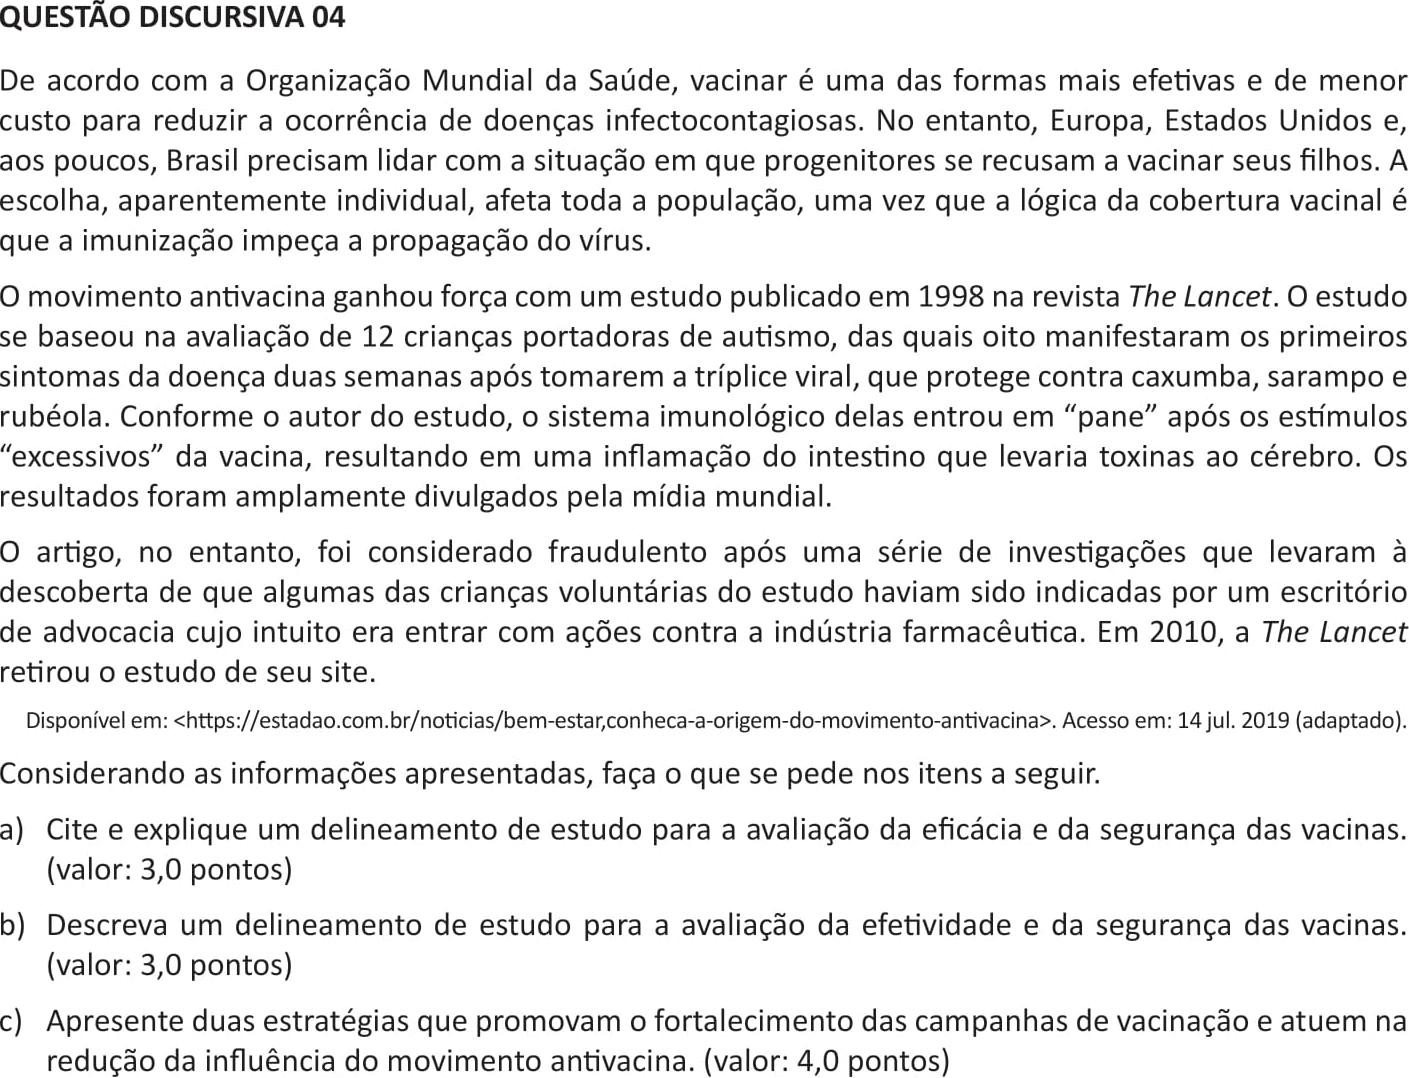 QUESTÃO DISCURSIVA 04
De acordo com a Organização Mundial da Saúde, vacinar é uma das formas mais efetivas e de menor
custo para reduzir a ocorrência de doenças infectocontagiosas. No entanto, Europa, Estados Unidos e,
aos poucos, Brasil precisam lidar com a situação em que progenitores se recusam a vacinar seus filhos. A
escolha, aparentemente individual, afeta toda a população, uma vez que a lógica da cobertura vacinal é
que a imunização impeça a propagação do vírus.
O movimento antivacina ganhou força com um estudo publicado em 1998 na revista The Lancet. O estudo
se baseou na avaliação de 12 crianças portadoras de autismo, das quais oito manifestaram os primeiros
sintomas da doença duas semanas após tomarem a tríplice viral, que protege contra caxumba, sarampo e
rubéola. Conforme o autor do estudo, o sistema imunológico delas entrou em “pane” após os estímulos
“excessivos” da vacina, resultando em uma inflamação do intestino que levaria toxinas ao cérebro. Os
resultados foram amplamente divulgados pela mídia mundial.
O artigo, no entanto, foi considerado fraudulento após uma série de investigações que levaram à
descoberta de que algumas das crianças voluntárias do estudo haviam sido indicadas por um escritório
de advocacia cujo intuito era entrar com ações contra a indústria farmacêutica. Em 2010, a The Lancet
retirou o estudo de seu site.
Disponível em: <https://estadao.com.br/noticias/bem-estar,conheca-a-origem-do-movimento-antivacina>. Acesso em: 14 jul. 2019 (adaptado).
Considerando as informações apresentadas, faça o que se pede nos itens a seguir.
a) Cite e explique um delineamento de estudo para a avaliação da eficácia e da segurança das vacinas.
(valor: 3,0 pontos)
b) Descreva um delineamento de estudo para a avaliação da efetividade e da segurança das vacinas.
(valor: 3,0 pontos)
c) Apresente duas estratégias que promovam o fortalecimento das campanhas de vacinação e atuem na
redução da influência do movimento antivacina. (valor: 4,0 pontos)